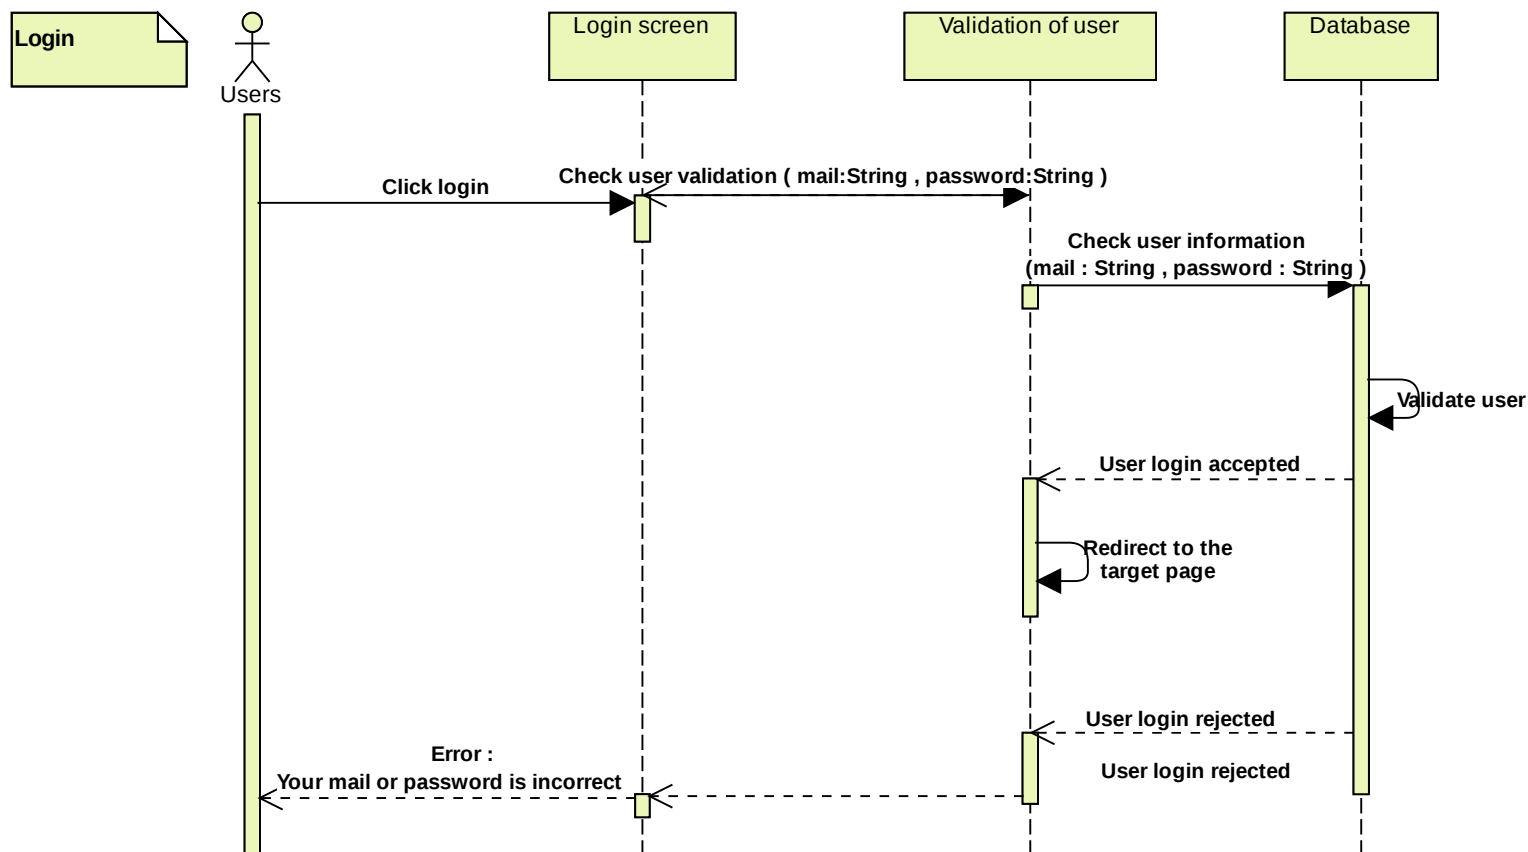 Login
Users
Login screen
Validation of user
Database
Click login
Check user validation ( mail:String , password:String )
Check user information
(mail : String , password : String )
Validate user
User login accepted
Redirect to the
target page
User login rejected
User login rejected
Error :
Your mail or password is incorrect